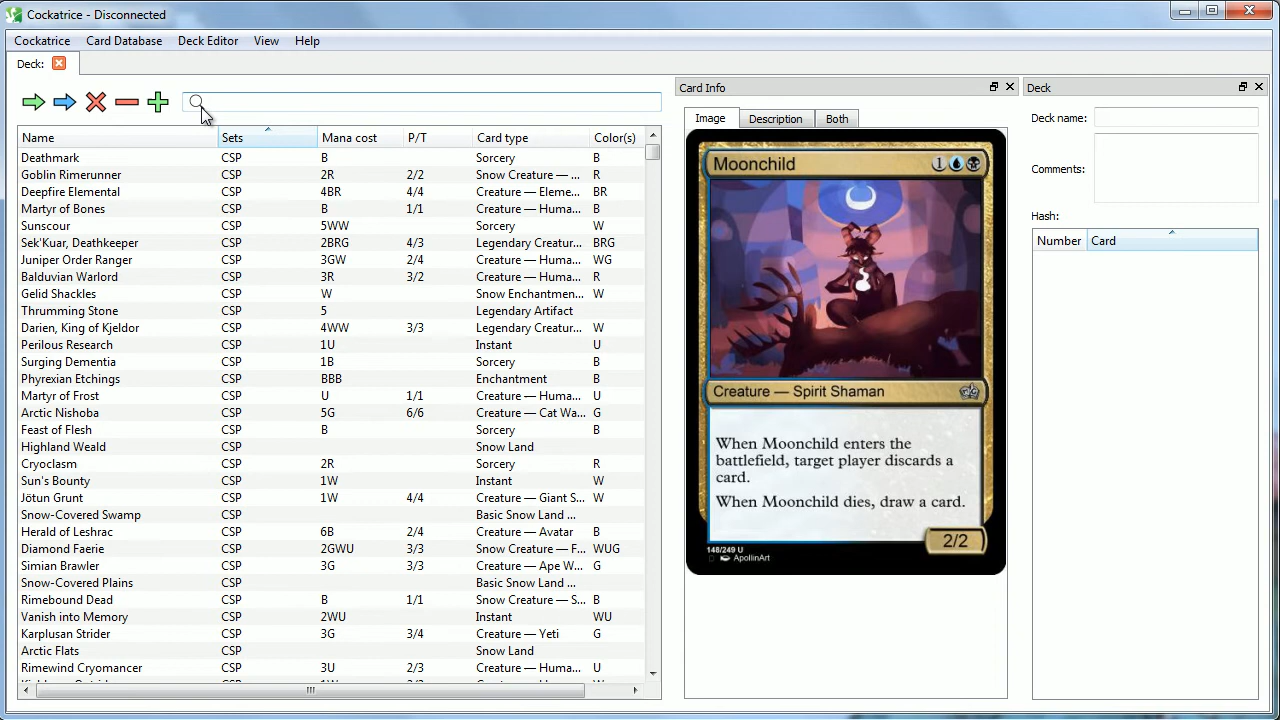 Cockatrice - Disconnected
Cockatrice Card Database Deck Editor View Help
Deck:
Card Info
Deck
Image Description Both
Deck name:
Comments:
Hash:
Number Card
Name Sets Mana cost P/T Card type Color(s)
Deathmark CSP B Sorcery B
Goblin Rimerunner CSP 2R 2/2 Snow Creature — ... R
Deepfire Elemental CSP 4BR 4/4 Creature — Eleme... BR
Martyr of Bones CSP B 1/1 Creature — Huma... B
Sunscour CSP 5WW Sorcery W
Sek'Kuar, Deathkeeper CSP 2BRG 4/3 Legendary Creatur... BRG
Juniper Order Ranger CSP 3GW 2/4 Creature — Huma... WG
Balduvian Warlord CSP 3R 3/2 Creature — Huma... R
Gelid Shackles CSP W Snow Enchantmen... W
Thrumming Stone CSP 5 Legendary Artifact
Darien, King of Kjeldor CSP 4WW 3/3 Legendary Creatur... W
Perilous Research CSP 1U Instant U
Surging Dementia CSP 1B Sorcery B
Phyrexian Etchings CSP BBB Enchantment B
Martyr of Frost CSP U 1/1 Creature — Huma... U
Arctic Nishoba CSP 5G 6/6 Creature — Cat Wa... G
Feast of Flesh CSP B Sorcery B
Highland Weald CSP Snow Land
Cryoclasm CSP 2R Sorcery R
Sun's Bounty CSP 1W Instant W
Jötun Grunt CSP 1W 4/4 Creature — Giant S... W
Snow-Covered Swamp CSP Basic Snow Land ...
Herald of Leshrac CSP 6B 2/4 Creature — Avatar B
Diamond Faerie CSP 2GWU 3/3 Snow Creature — F... WUG
Simian Brawler CSP 3G 3/3 Creature — Ape W... G
Snow-Covered Plains CSP Basic Snow Land ...
Rimebound Dead CSP B 1/1 Snow Creature — S... B
Vanish into Memory CSP 2WU Instant WU
Karplusan Strider CSP 3G 3/4 Creature — Yeti G
Arctic Flats CSP Snow Land
Rimewind Cryomancer CSP 3U 2/3 Creature — Huma... U
Moonchild 1
Creature — Spirit Shaman
When Moonchild enters the
battlefield, target player discards a
card.
When Moonchild dies, draw a card.
2/2
148/249 U
ApollinArt